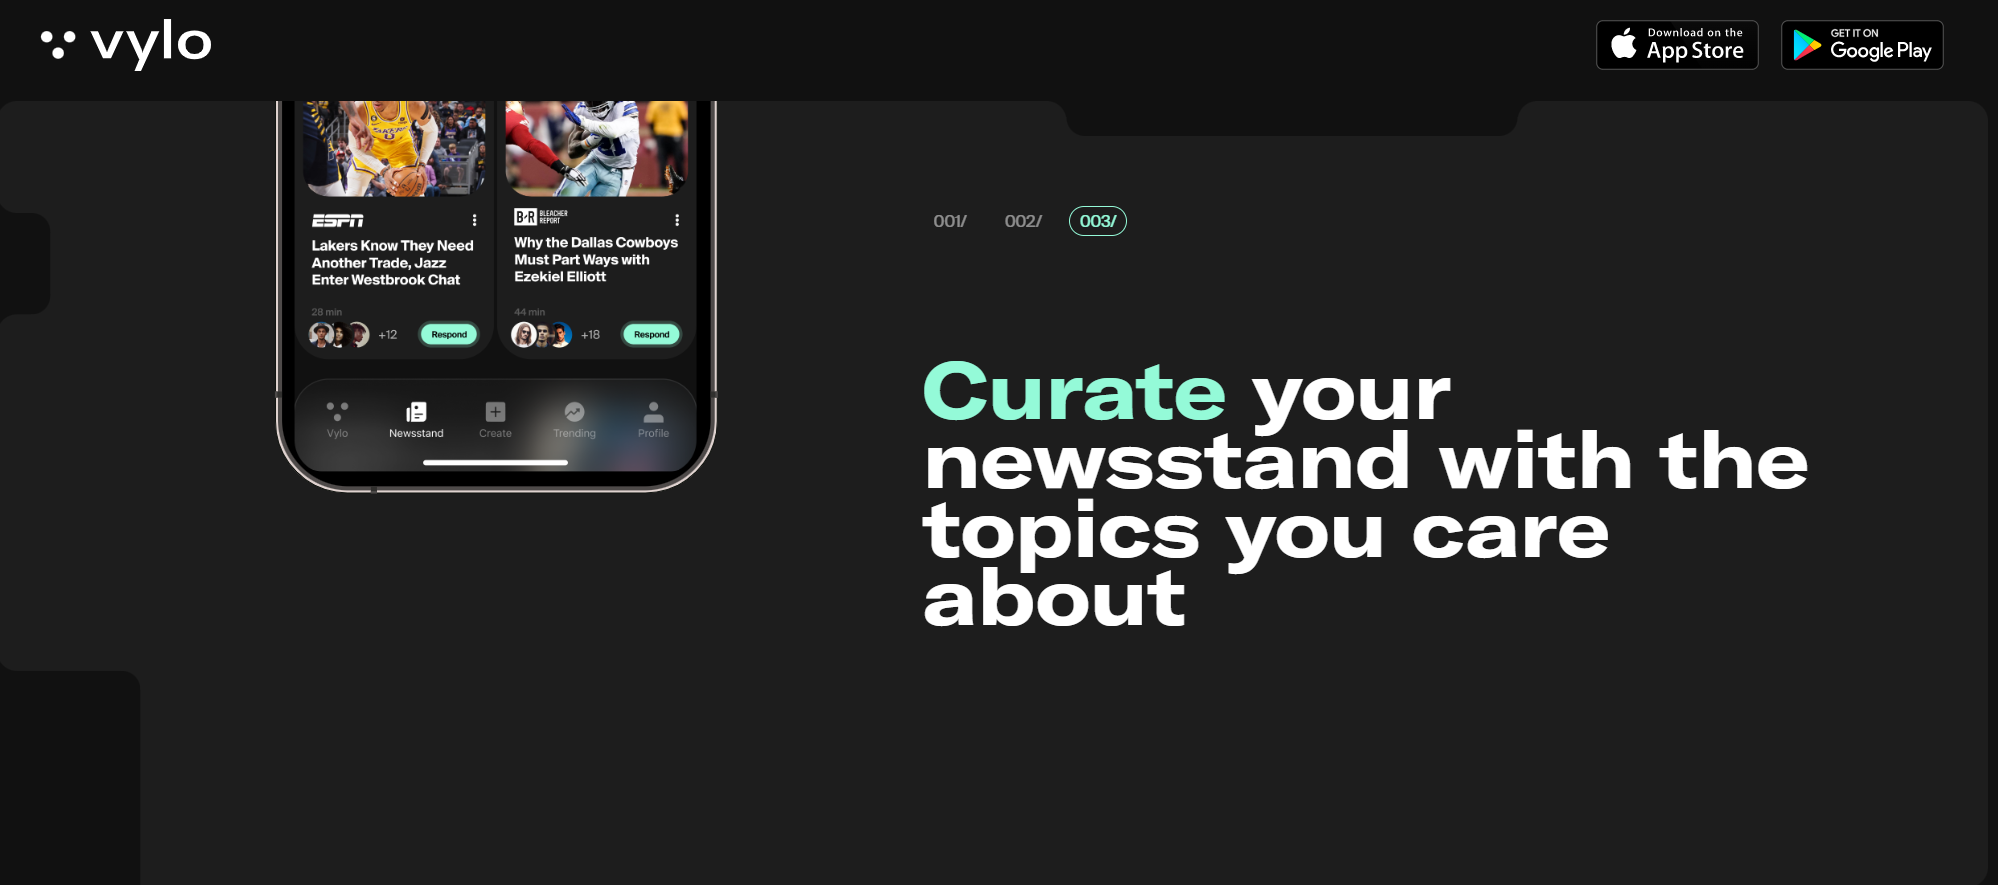 vylo
Download on the
App Store
GET IT ON
Google Play
LAKERS
ESPN
Lakers Know They Need
Another Trade, Jazz
Enter Westbrook Chat
28 min
+12
Respond
B/R BLEACHER
REPORT
Why the Dallas Cowboys
Must Part Ways with
Ezekiel Elliott
44 min
+18
Respond
Vylo
Newsstand
Create
Trending
Profile
001/ 002/ 003/
Curate your
newsstand with the
topics you care
about